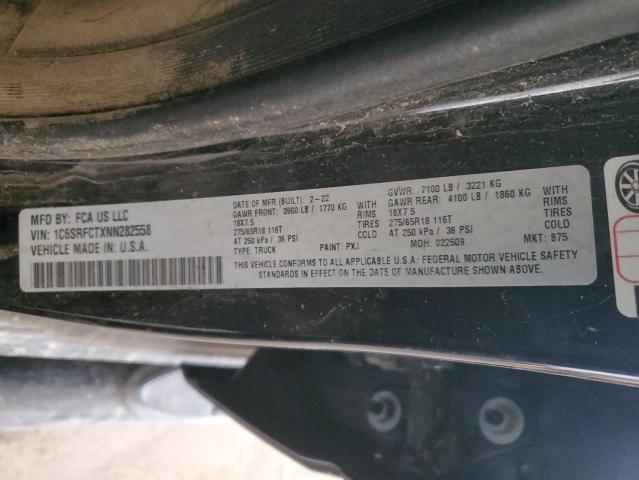 MFD BY: FCA US LLC
VIN: 1C6SRFCTXNN282558
VEHICLE MADE IN U.S.A.
DATE OF MFR (BUILT): 2-22
GAWR FRONT: 3900 LB / 1770 KG
18X7.5 RIMS
275/65R18 116T TIRES
AT 250 kPa / 36 PSI COLD
TYPE: TRUCK PAINT: PXJ
GVWR: 7100 LB / 3221 KG
GAWR REAR: 4100 LB / 1860 KG
18X7.5 RIMS
275/65R18 116T TIRES
AT 250 kPa / 36 PSI COLD
MDH: 022509 MKT: 875
THIS VEHICLE CONFORMS TO ALL APPLICABLE U.S.A. FEDERAL MOTOR VEHICLE SAFETY
STANDARDS IN EFFECT ON THE DATE OF MANUFACTURE SHOWN ABOVE.